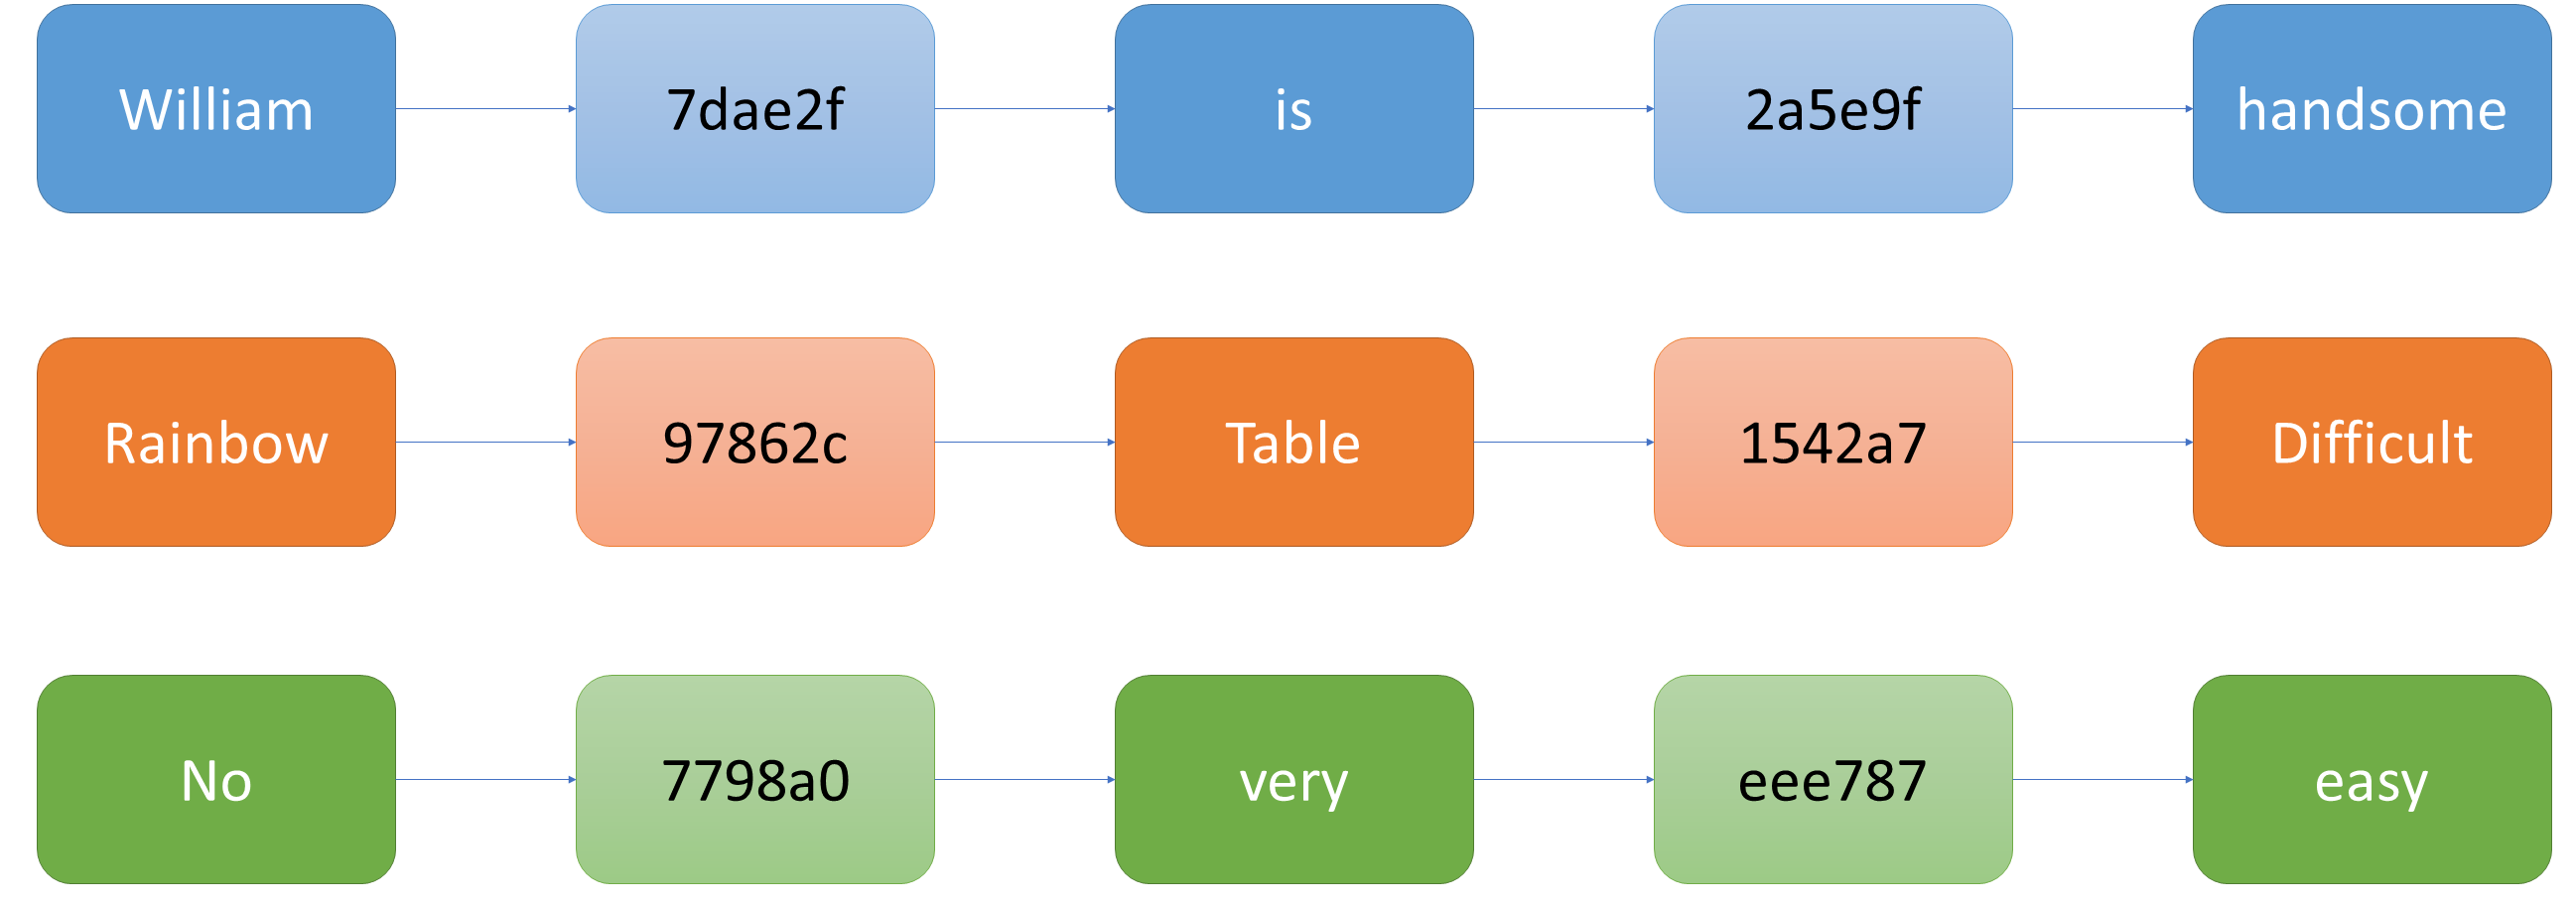 William 7dae2f is 2a5e9f handsome
Rainbow 97862c Table 1542a7 Difficult
No 7798a0 very eee787 easy